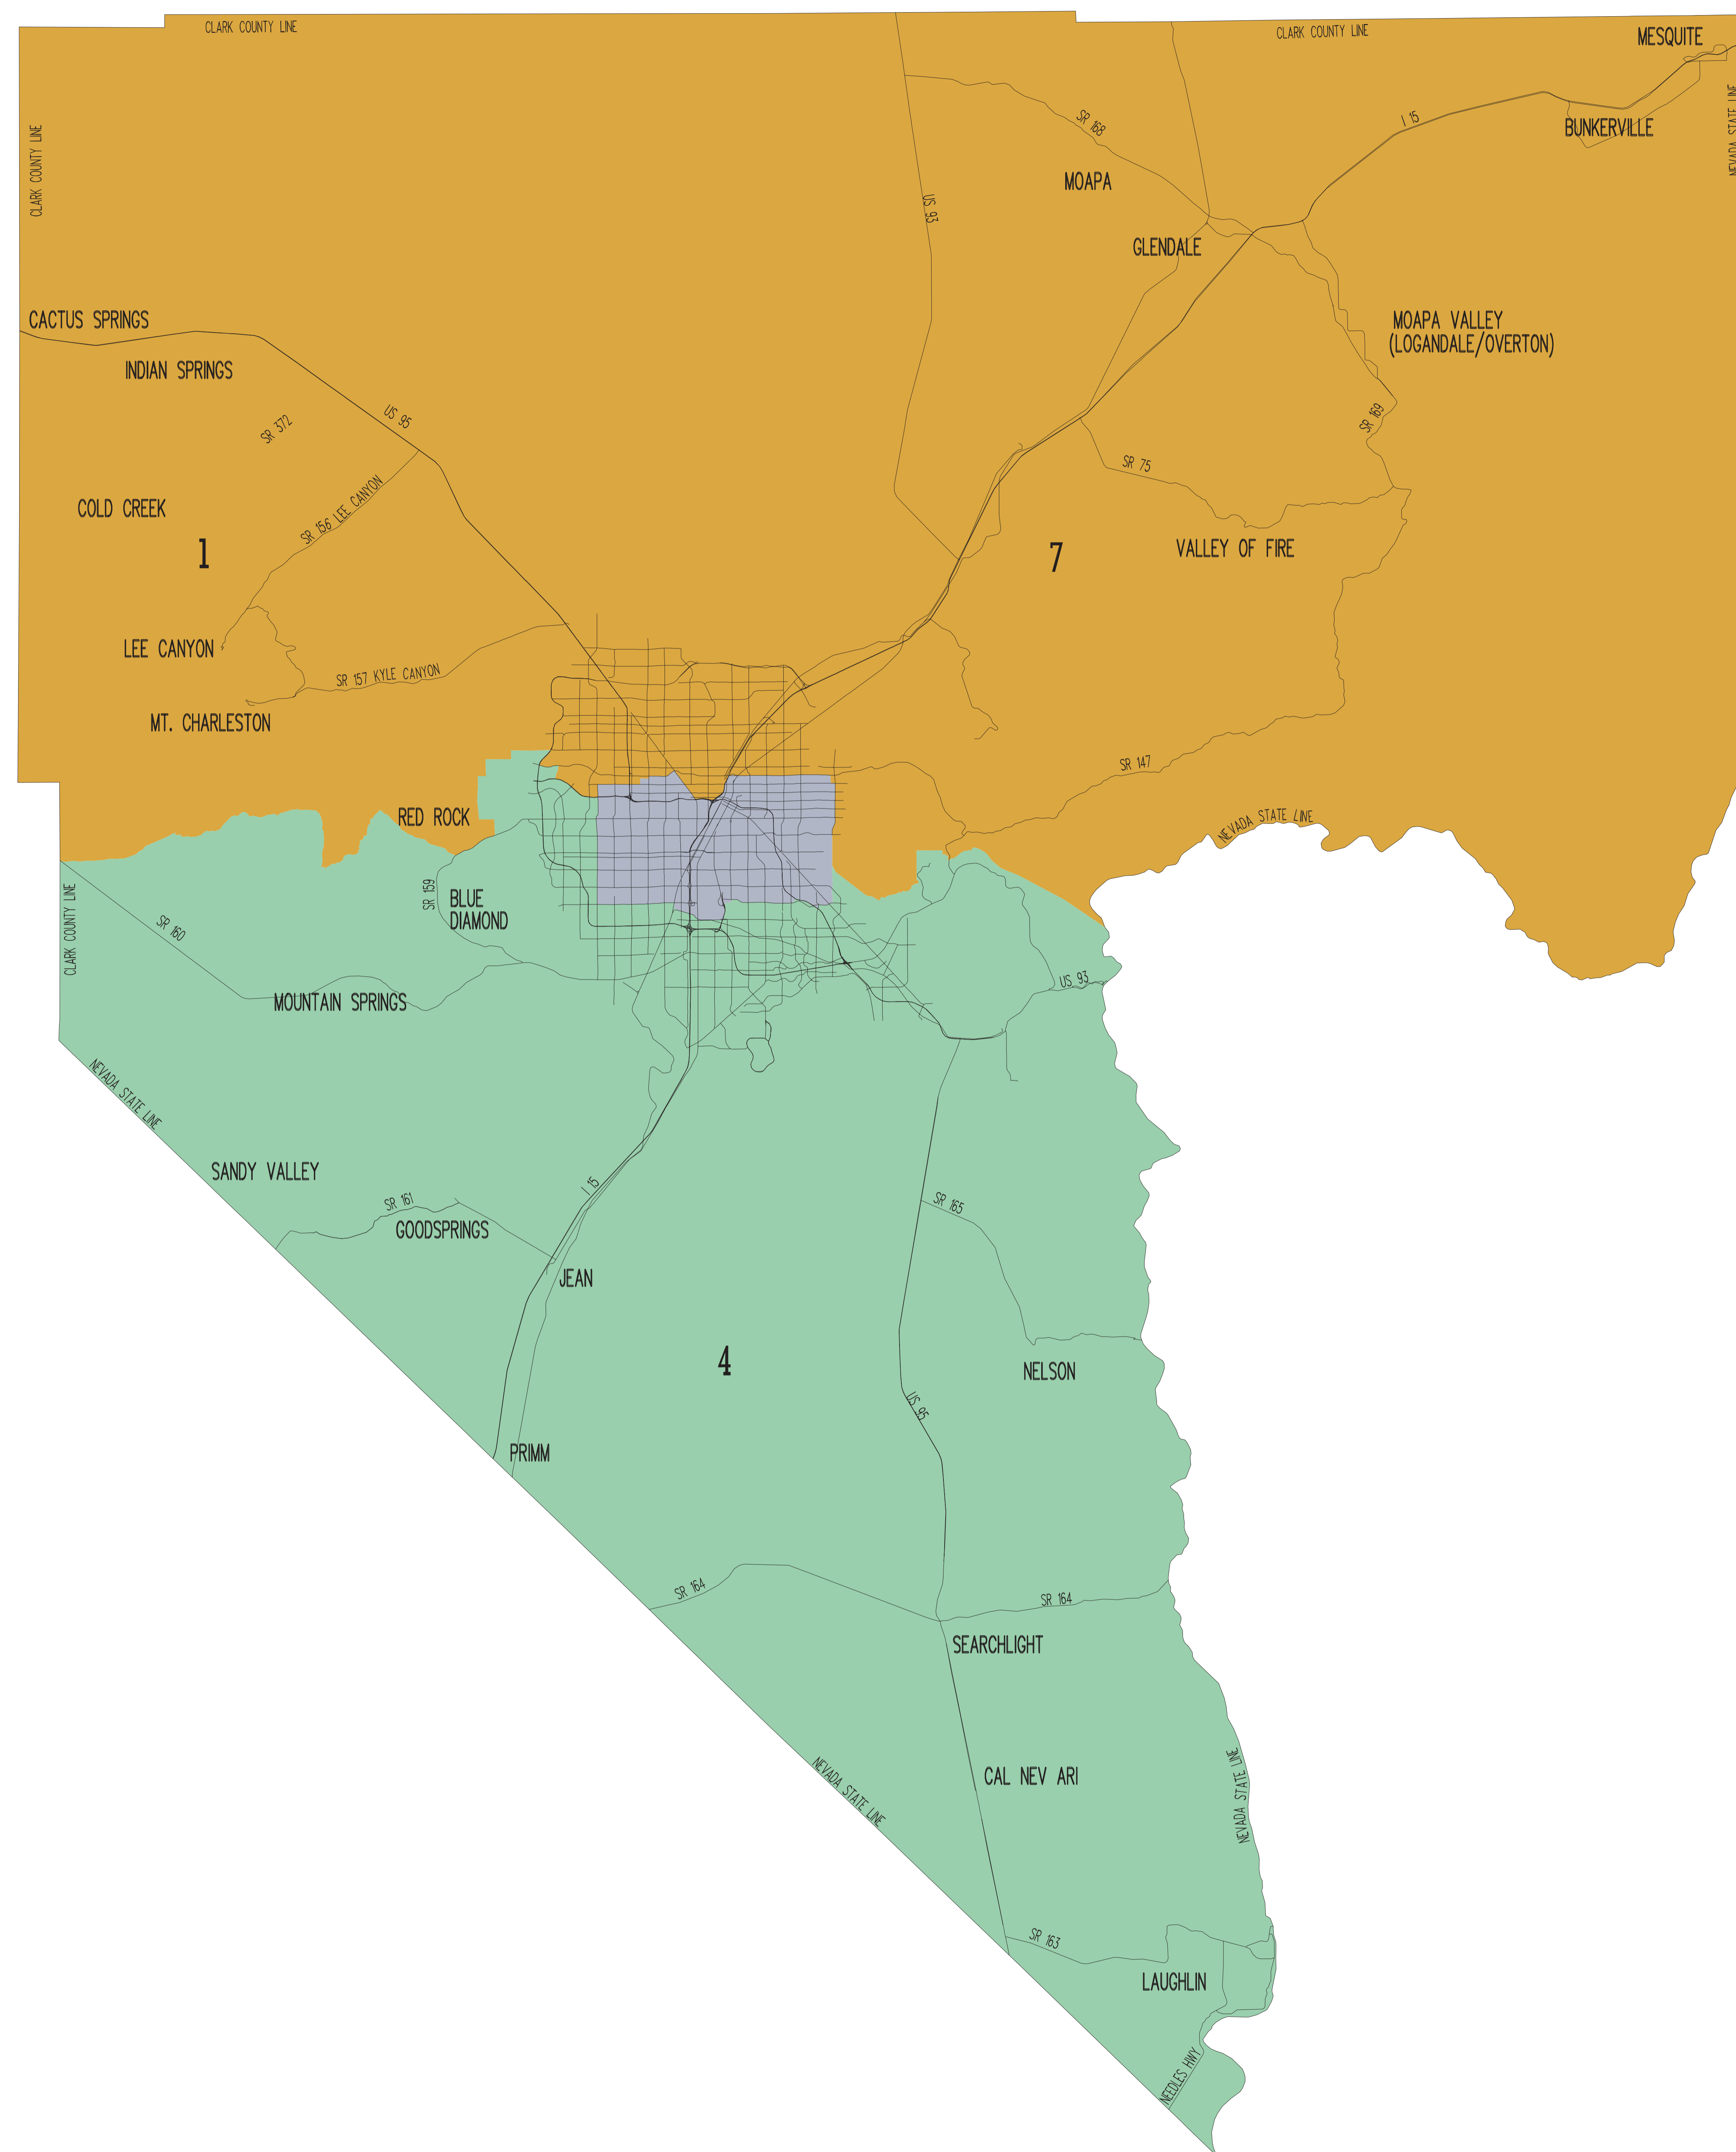 CLARK COUNTY LINE
CLARK COUNTY LINE
MESQUITE
NEVADA STATE LINE
CLARK COUNTY LINE
SR 168
I 15
BUNKERVILLE
MOAPA
US 93
GLENDALE
CACTUS SPRINGS
MOAPA VALLEY
(LOGANDALE/OVERTON)
INDIAN SPRINGS
SR 372
US 95
SR 169
SR 75
COLD CREEK
SR 156 LEE CANYON
1
7
VALLEY OF FIRE
LEE CANYON
SR 157 KYLE CANYON
MT. CHARLESTON
SR 147
RED ROCK
NEVADA STATE LINE
SR 159
BLUE
DIAMOND
CLARK COUNTY LINE
SR 160
US 93
MOUNTAIN SPRINGS
NEVADA STATE LINE
SANDY VALLEY
SR 161
I 15
SR 165
GOODSPRINGS
JEAN
4
NELSON
US 95
PRIMM
SR 164
SR 164
SEARCHLIGHT
CAL NEV ARI
NEVADA STATE LINE
NEVADA STATE LINE
SR 163
LAUGHLIN
NEEDLES HWY